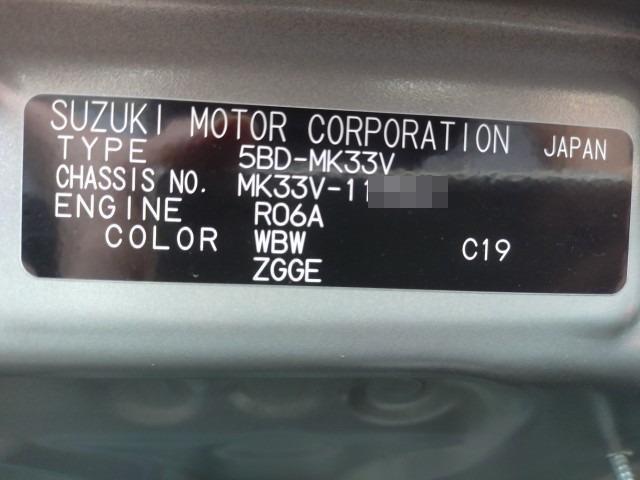 SUZUKI MOTOR CORPORATION JAPAN
TYPE 5BD-MK33V
CHASSIS NO. MK33V-11
ENGINE R06A
COLOR WBW C19
ZGGE